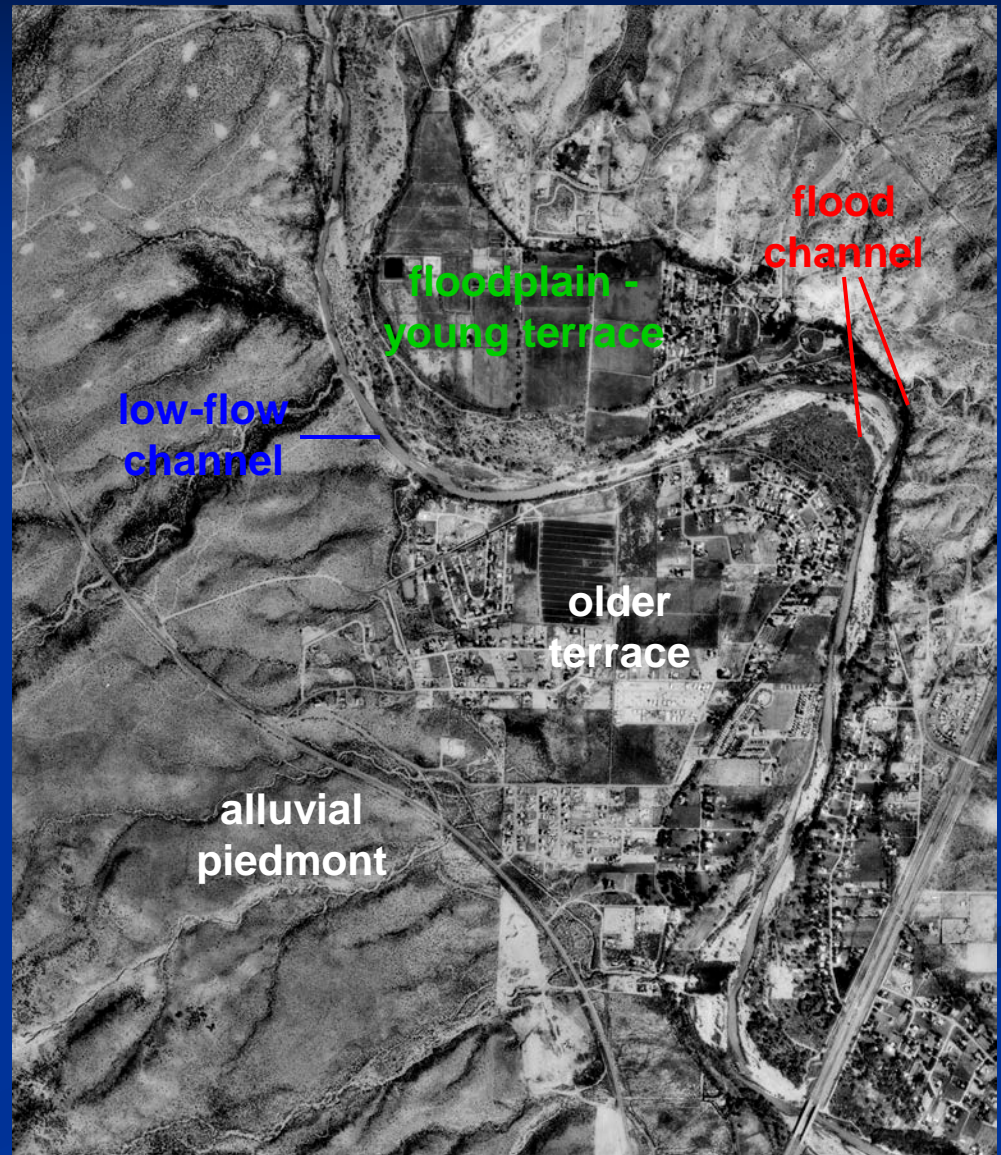 flood
channel
floodplain -
young terrace
low-flow
channel
older
terrace
alluvial
piedmont